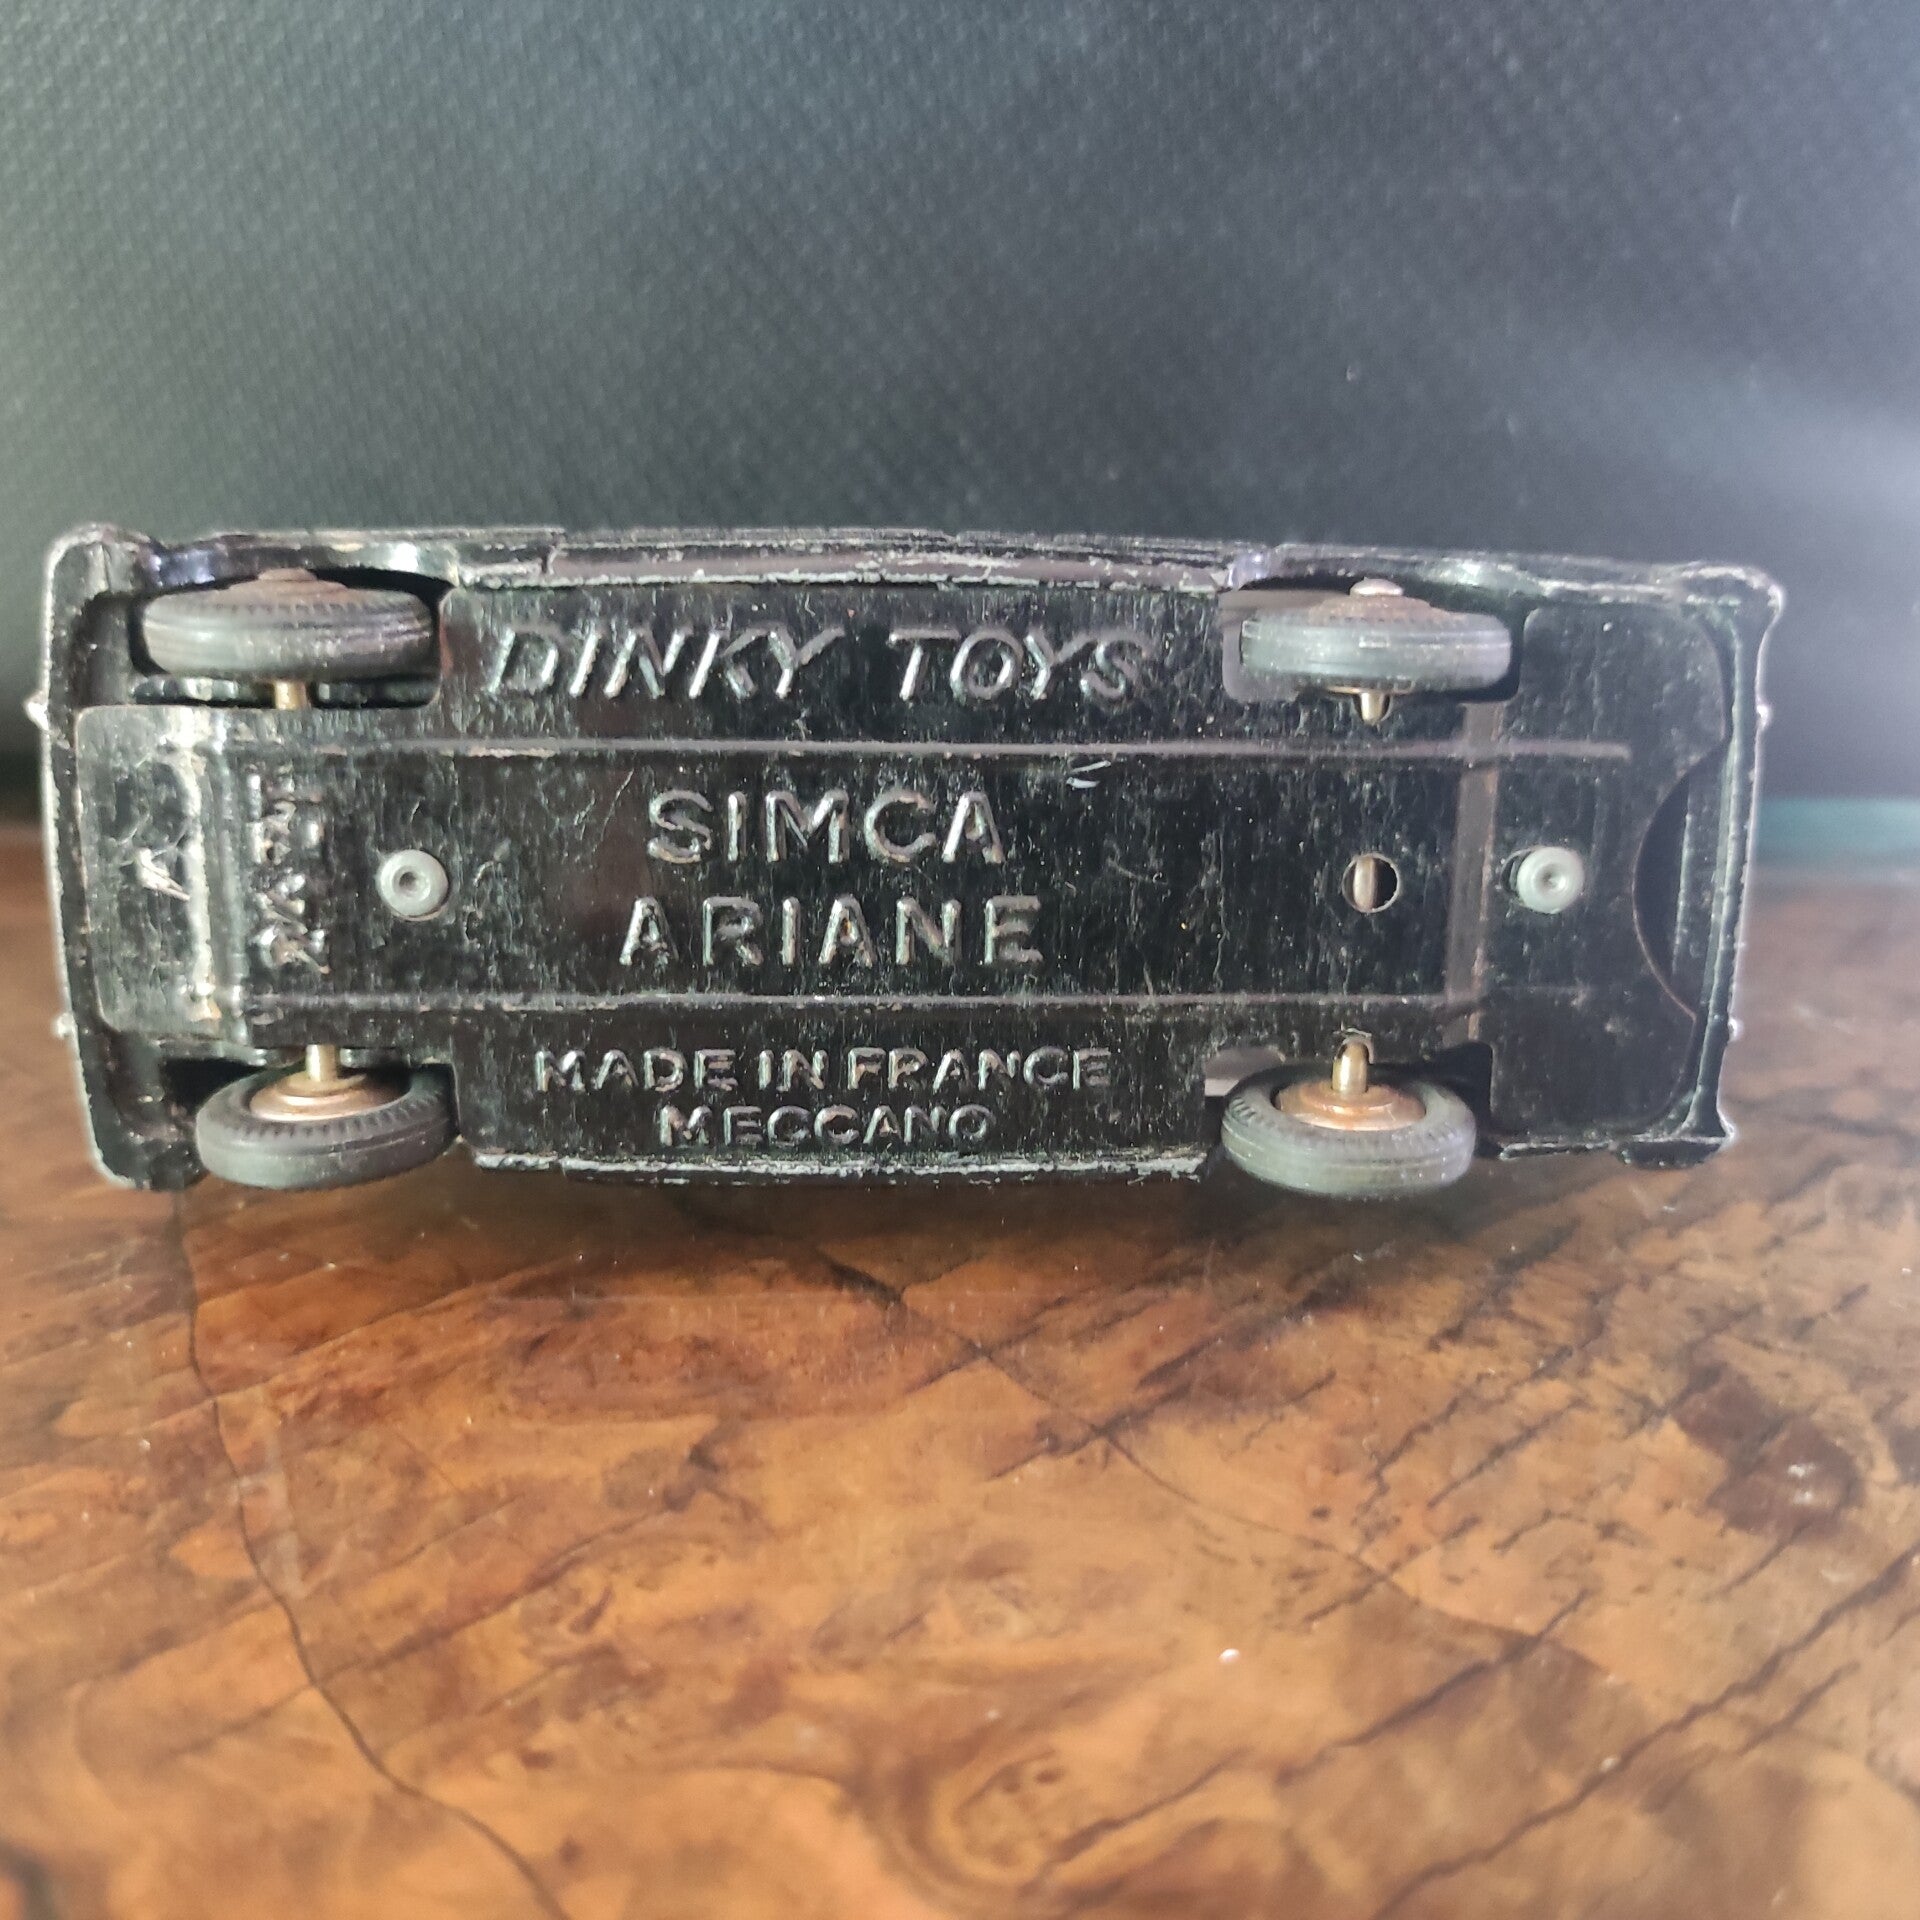 DINKY TOYS
SIMCA
ARIANE
MADE IN FRANCE
MECCANO